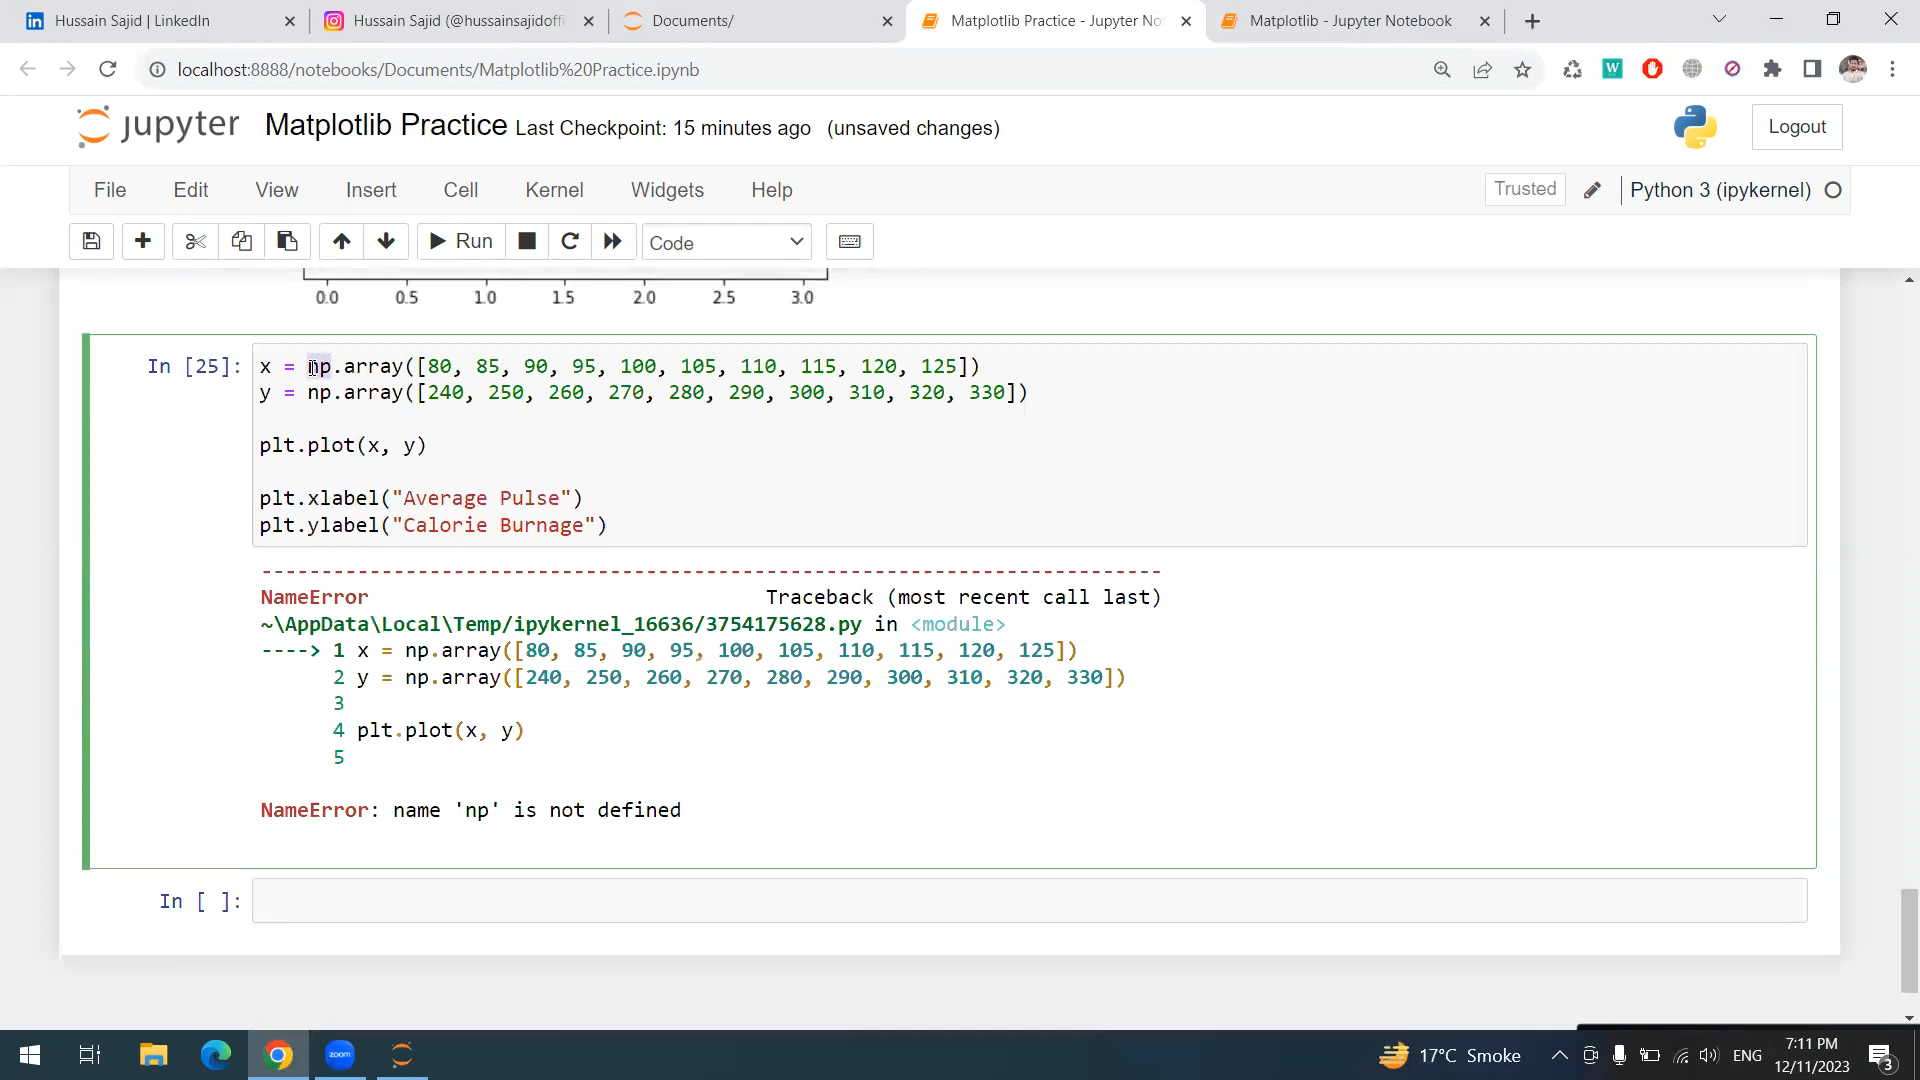 Hussain Sajid | LinkedIn
Hussain Sajid (@hussainsajidoffi
Documents/
Matplotlib Practice - Jupyter No
Matplotlib - Jupyter Notebook
localhost:8888/notebooks/Documents/Matplotlib%20Practice.ipynb
jupyter Matplotlib Practice Last Checkpoint: 15 minutes ago (unsaved changes)
Logout
File Edit View Insert Cell Kernel Widgets Help
Trusted
Python 3 (ipykernel)
Run
Code
0.0 0.5 1.0 1.5 2.0 2.5 3.0
In [25]:
x = np.array([80, 85, 90, 95, 100, 105, 110, 115, 120, 125])
y = np.array([240, 250, 260, 270, 280, 290, 300, 310, 320, 330])
plt.plot(x, y)
plt.xlabel("Average Pulse")
plt.ylabel("Calorie Burnage")
---------------------------------------------------------------------------
NameError Traceback (most recent call last)
~\AppData\Local\Temp/ipykernel_16636/3754175628.py in <module>
----> 1 x = np.array([80, 85, 90, 95, 100, 105, 110, 115, 120, 125])
2 y = np.array([240, 250, 260, 270, 280, 290, 300, 310, 320, 330])
3
4 plt.plot(x, y)
5
NameError: name 'np' is not defined
In [ ]:
zoom
17°C Smoke
ENG
7:11 PM
12/11/2023
3